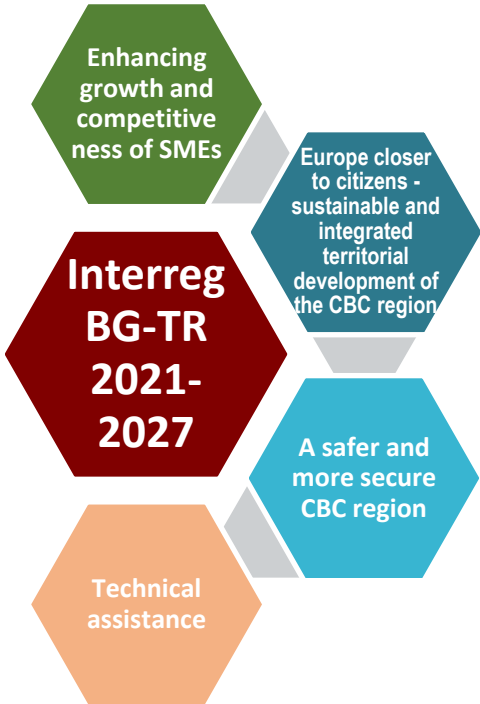 Enhancing
growth and
competitive
ness of SMEs
Europe closer
to citizens -
sustainable and
integrated
territorial
development of
the CBC region
Interreg
BG-TR
2021-
2027
A safer and
more secure
CBC region
Technical
assistance